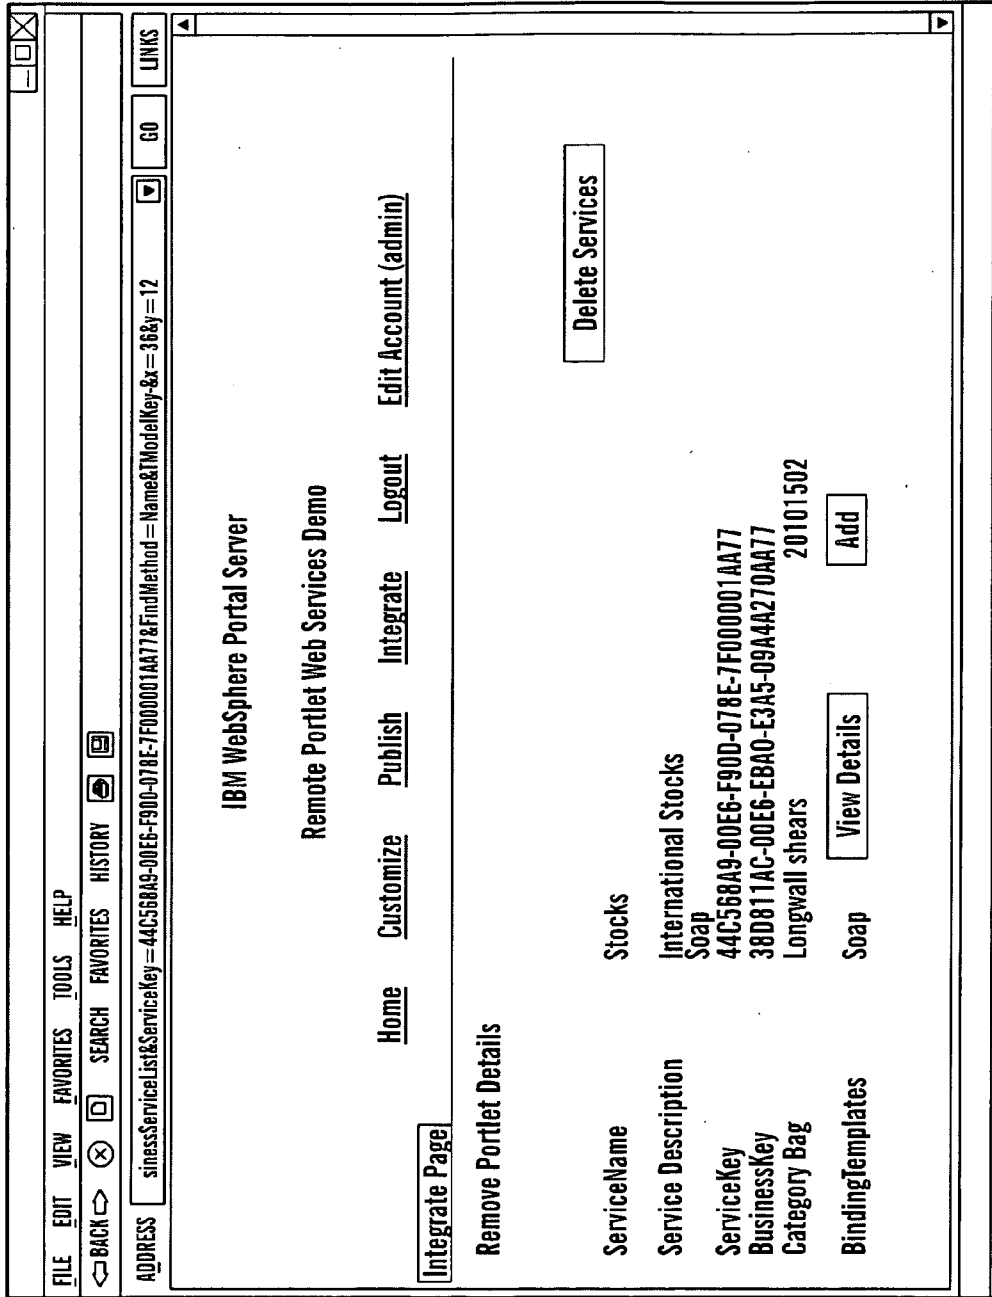 FILE EDIT VIEW FAVORITES TOOLS HELP
BACK SEARCH FAVORITES HISTORY
ADDRESS sinessServiceList&ServiceKey=44C568A9-00E6-F900-078E-7F000001AA77&FindMethod=Name&TModelKey-&x=36&y=12 GO LINKS
IBM WebSphere Portal Server
Remote Portlet Web Services Demo
Home Customize Publish Integrate Logout Edit Account (admin)
Integrate Page
Remove Portlet Details
Delete Services
ServiceName Stocks
Service Description International Stocks
Soap
ServiceKey 44C568A9-00E6-F90D-078E-7F000001AA77
BusinessKey 38D811AC-00E6-EBA0-E3A5-09A4A270AA77
Category Bag Longwall shears 20101502
BindingTemplates Soap View Details Add